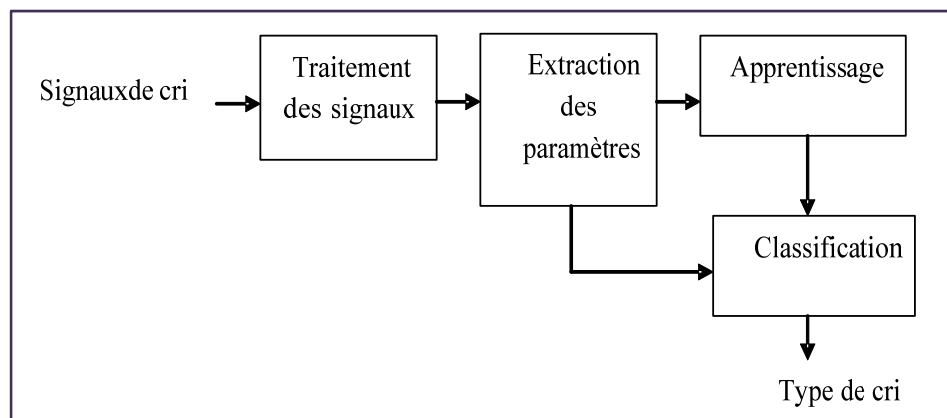 Signauxde cri
Traitement
des signaux
Extraction
des
paramètres
Apprentissage
Classification
Type de cri